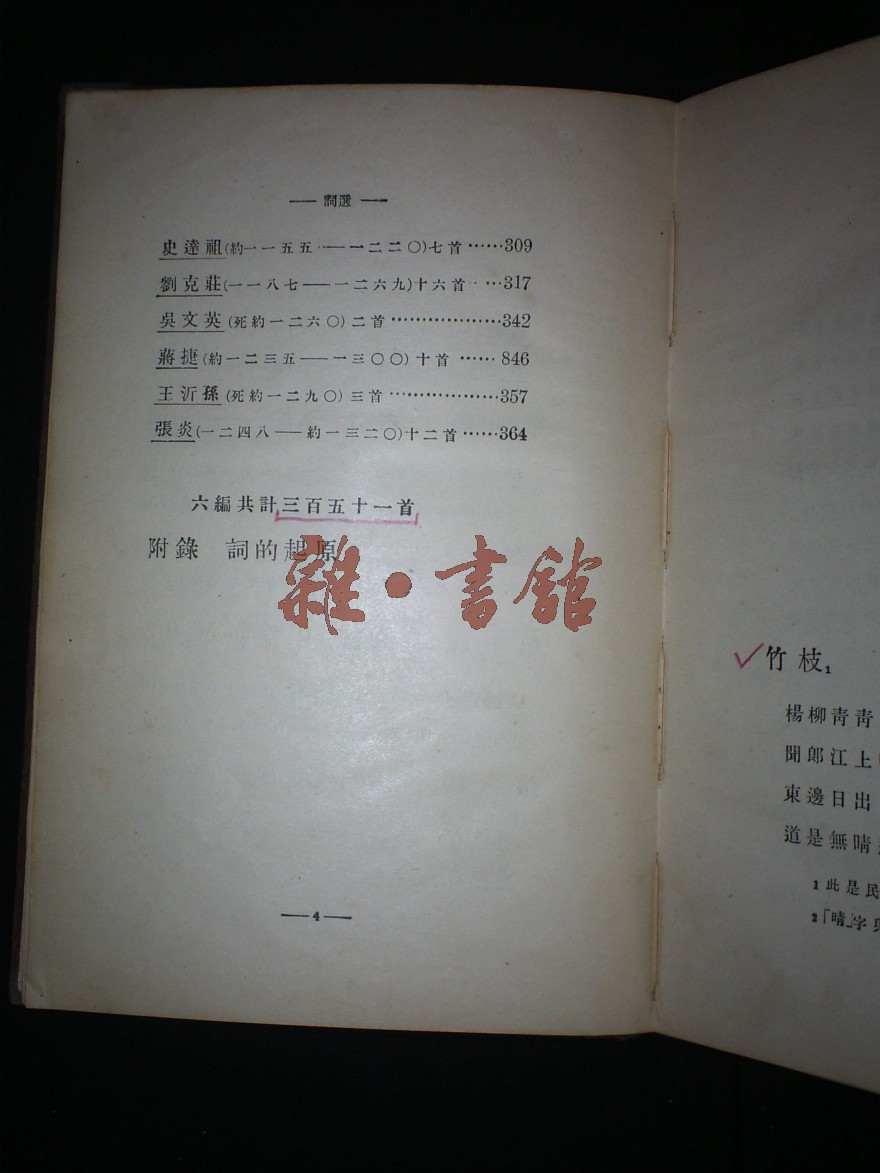 ── 詞選 ──
史達祖(約一一五五──一二二〇)七首……309
劉克莊(一一八七──一二六九)十六首……317
吳文英(死約一二六〇)二首………………342
蔣捷(約一二三五──一三〇〇)十首……846
王沂孫(死約一二九〇)三首………………357
張炎(一二四八──約一三二〇)十二首……364
六編共計三百五十一首
附錄 詞的起原
雜·書館
──4──
竹枝1
楊柳靑靑
聞郞江上
東邊日出
道是無晴
1 此是民
2「晴」字與